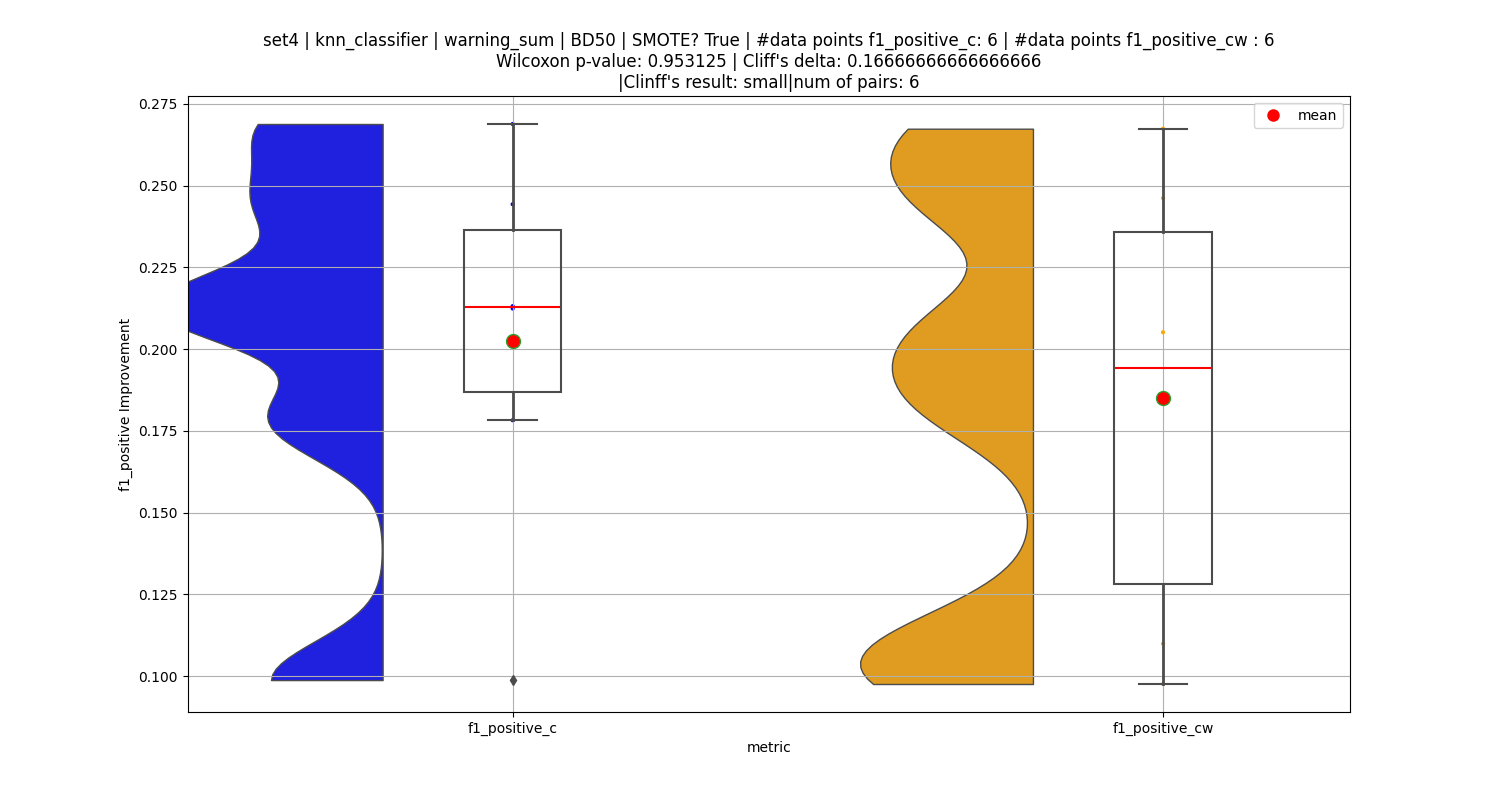 set4 | knn_classifier | warning_sum | BD50 | SMOTE? True | #data points f1_positive_c: 6 | #data points f1_positive_cw : 6
Wilcoxon p-value: 0.953125 | Cliff's delta: 0.16666666666666666
|Clinff's result: small|num of pairs: 6
mean
0.275
0.250
0.225
0.200
0.175
0.150
0.125
0.100
f1_positive Improvement
f1_positive_c
f1_positive_cw
metric